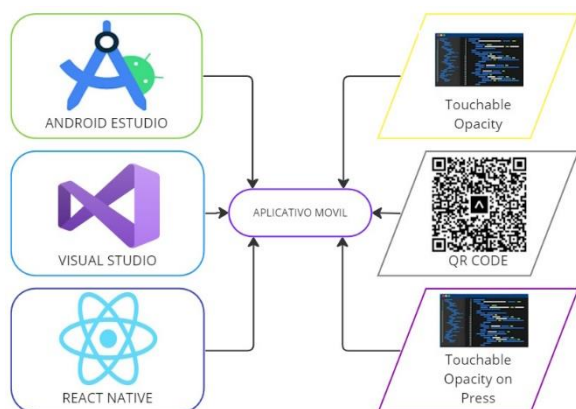 ANDROID ESTUDIO
Touchable
Opacity
VISUAL STUDIO
APLICATIVO MOVIL
QR CODE
REACT NATIVE
Touchable
Opacity on
Press